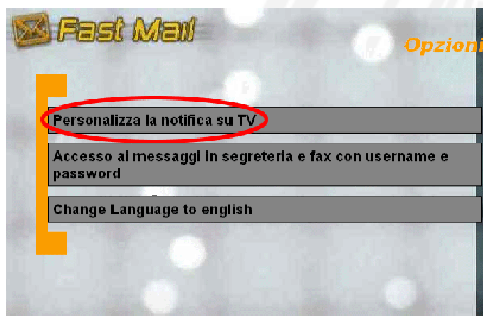 Fast Mail
Opzioni
Personalizza la notifica su TV
Accesso ai messaggi in segreteria e fax con username e
password
Change Language to english